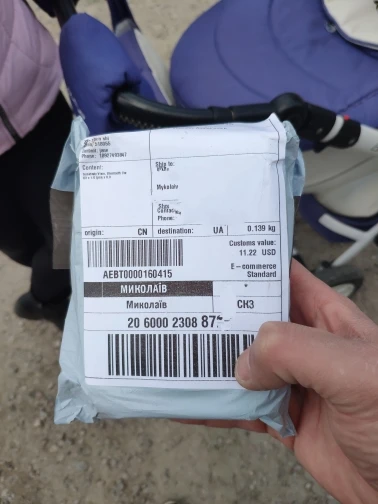 Content:
Ship to:
Mykolaiv
Phone:
origin: CN destination: UA 0.139 kg
Customs value:
11.22 USD
AEBT0000160415
E-commerce
Standard
МИКОЛАЇВ *
Миколаїв СК3
20 6000 2308 87